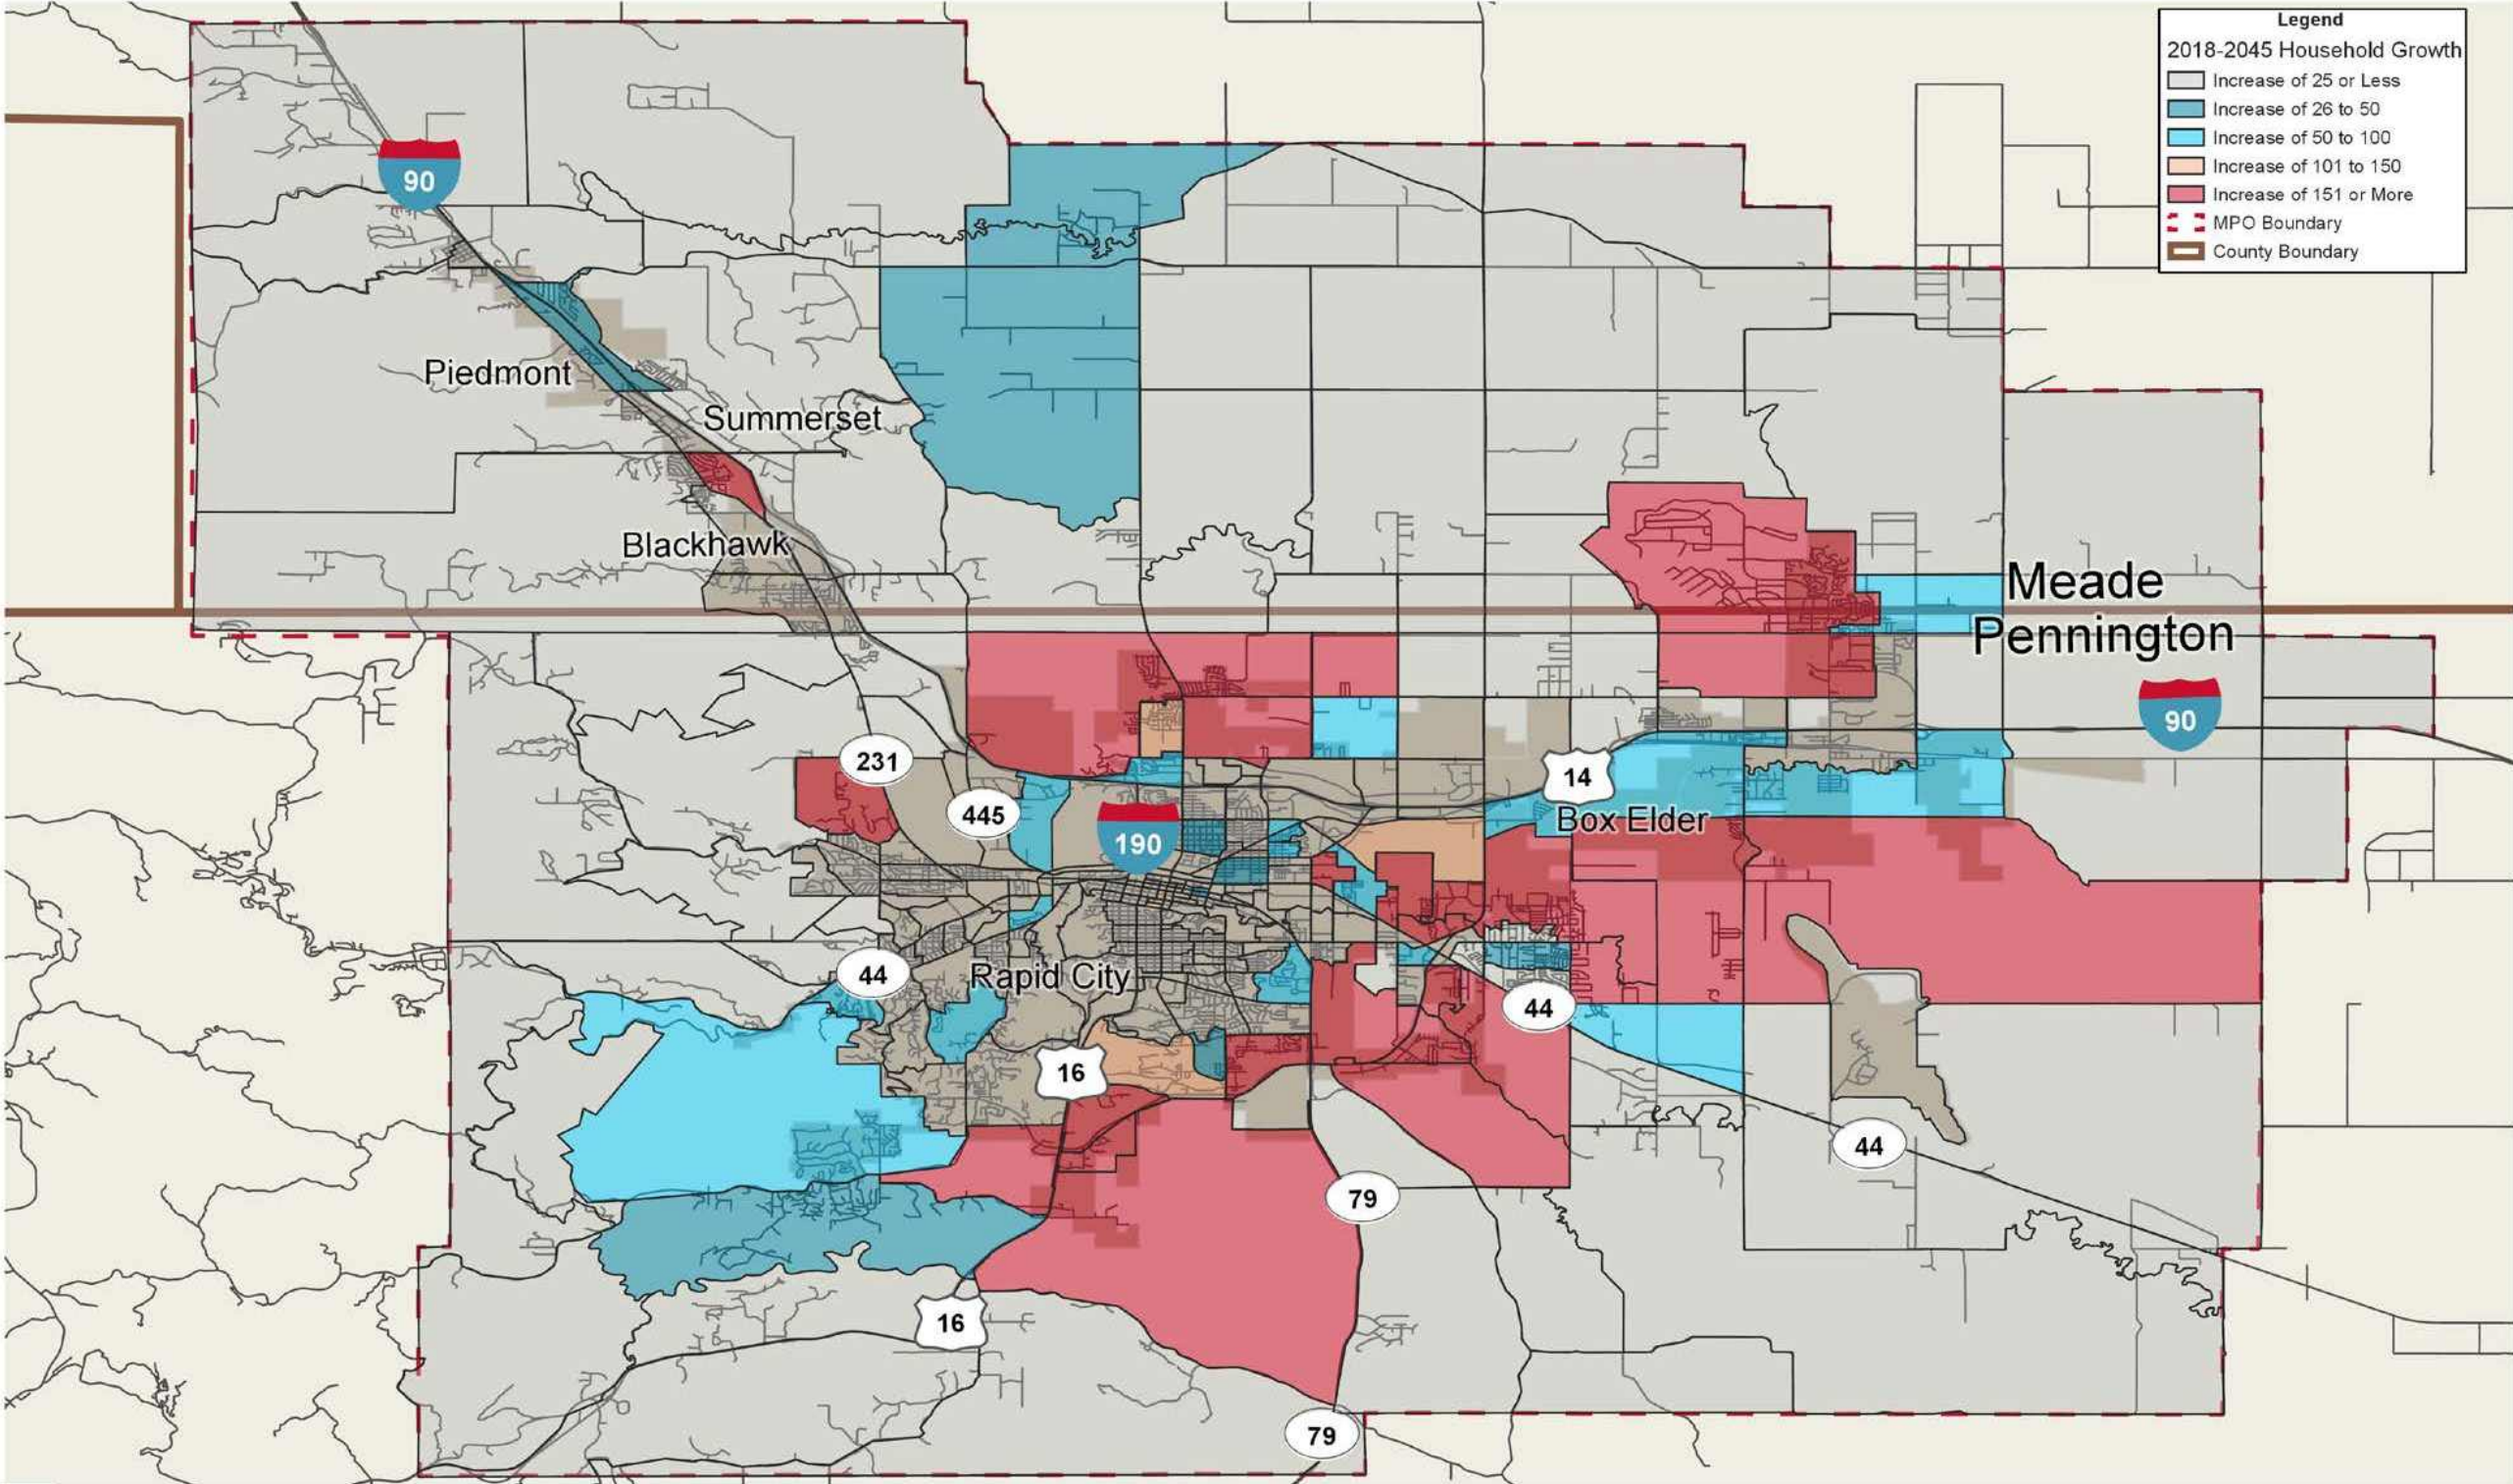 Legend
2018-2045 Household Growth
Increase of 25 or Less
Increase of 26 to 50
Increase of 50 to 100
Increase of 101 to 150
Increase of 151 or More
MPO Boundary
County Boundary
90
Piedmont
Summerset
Blackhawk
Meade
Pennington
90
231
14
445
Box Elder
190
44
Rapid City
44
16
44
79
16
79